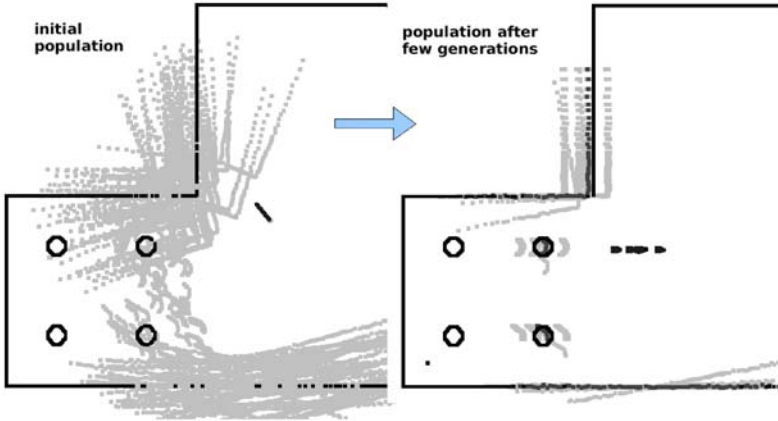 initial
population
population after
few generations